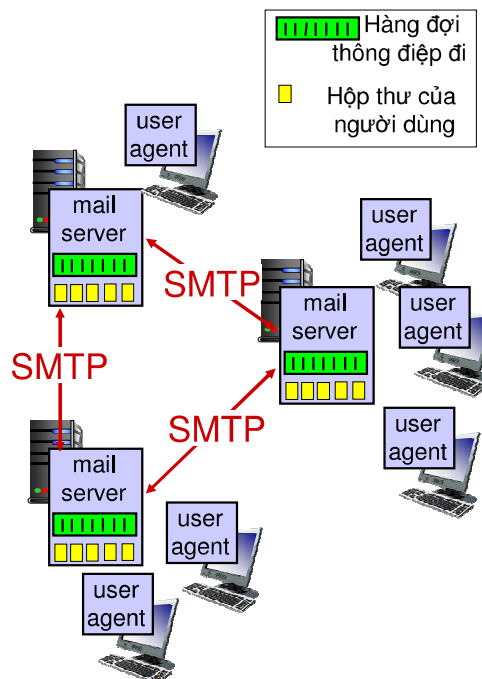 Hàng đợi
thông điệp đi
Hộp thư của
người dùng
user
agent
mail
server
SMTP
user
agent
mail
server
user
agent
SMTP
SMTP
user
agent
mail
server
user
agent
user
agent